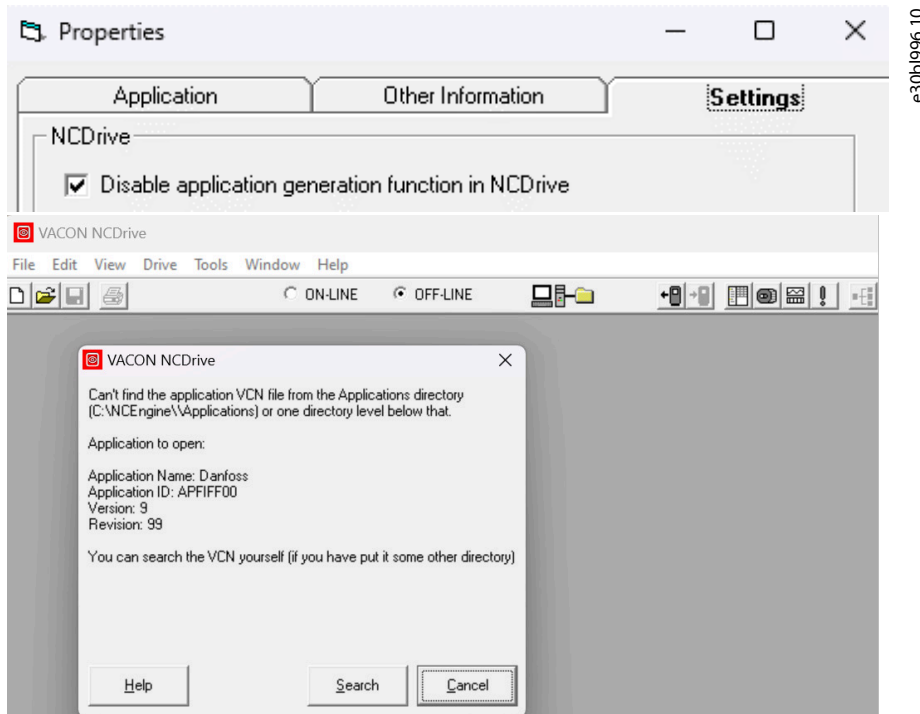 Properties
Application Other Information Settings
NCDrive
Disable application generation function in NCDrive
VACON NCDrive
File Edit View Drive Tools Window Help
ON-LINE OFF-LINE
VACON NCDrive
Can't find the application VCN file from the Applications directory
(C:\NCEngine\\Applications) or one directory level below that.
Application to open:
Application Name: Danfoss
Application ID: APFIFF00
Version: 9
Revision: 99
You can search the VCN yourself (if you have put it some other directory)
Help Search Cancel